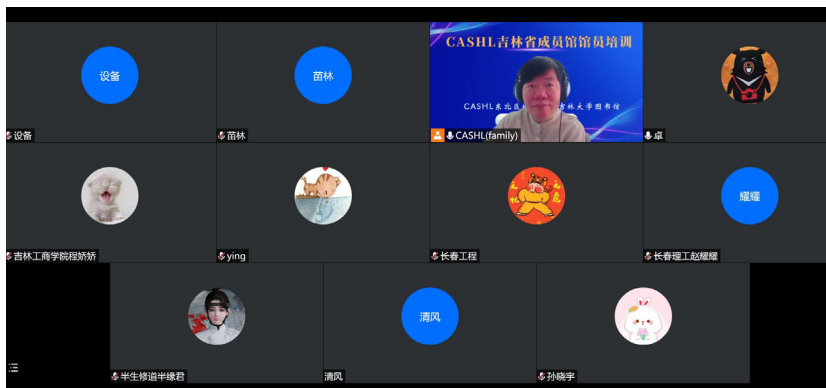 设备
设备
苗林
苗林
CASHL吉林省成员馆馆员培训
CASHL东北区
吉林大学图书馆
CASHL(family)
卓
吉林工商学院程娇娇
ying
长春工程
耀耀
长春理工赵耀耀
半生修道半缘君
清风
清风
孙晓宇